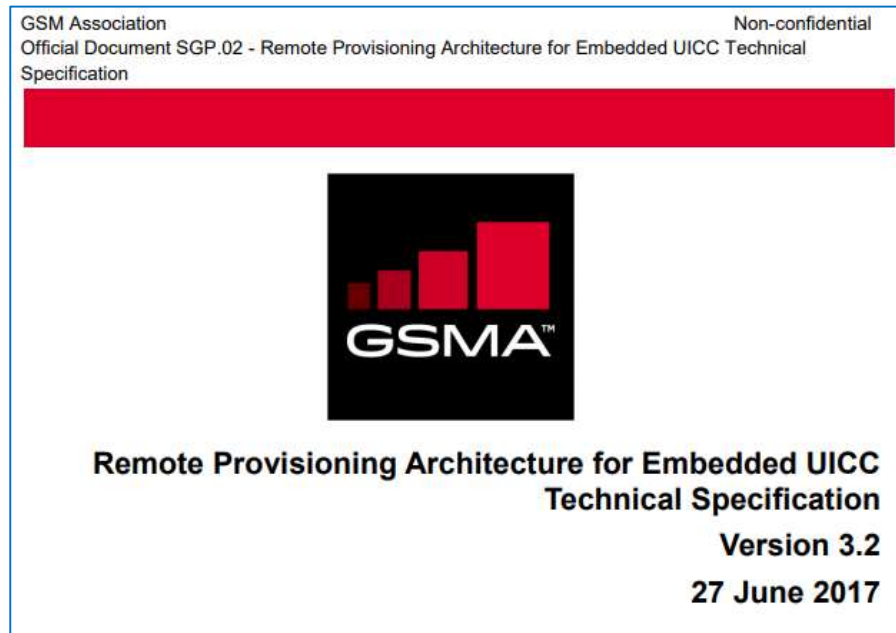 GSM Association Non-confidential
Official Document SGP.02 - Remote Provisioning Architecture for Embedded UICC Technical
Specification
GSMA™
Remote Provisioning Architecture for Embedded UICC
Technical Specification
Version 3.2
27 June 2017